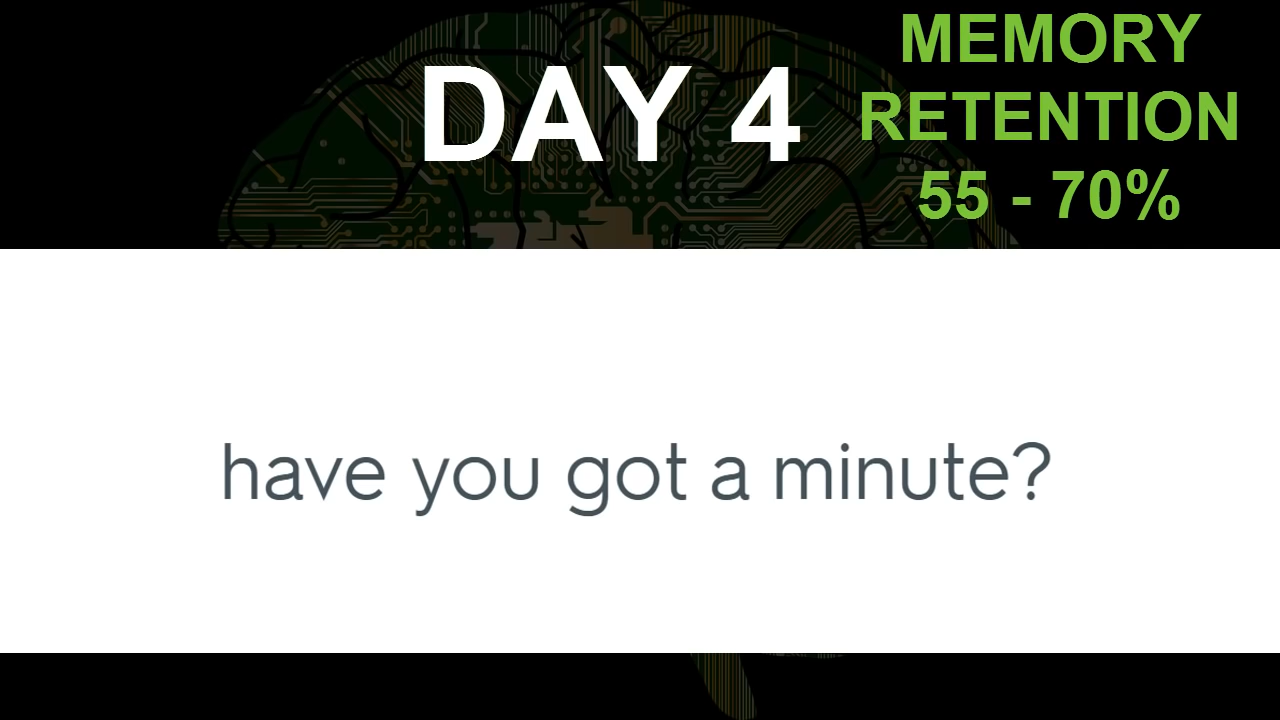 DAY 4
MEMORY
RETENTION
55 - 70%
have you got a minute?